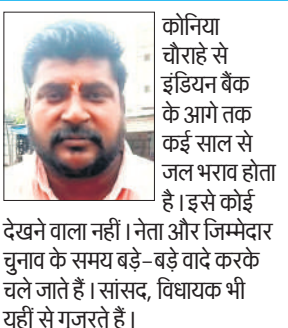 कोनिया
चौराहे से
इंडियन बैंक
के आगे तक
कई साल से
जल भराव होता
है। इसे कोई
देखने वाला नहीं। नेता और जिम्मेदार
चुनाव के समय बड़े-बड़े वादे करके
चले जाते हैं। सांसद, विधायक भी
यहीं से गुजरते हैं।